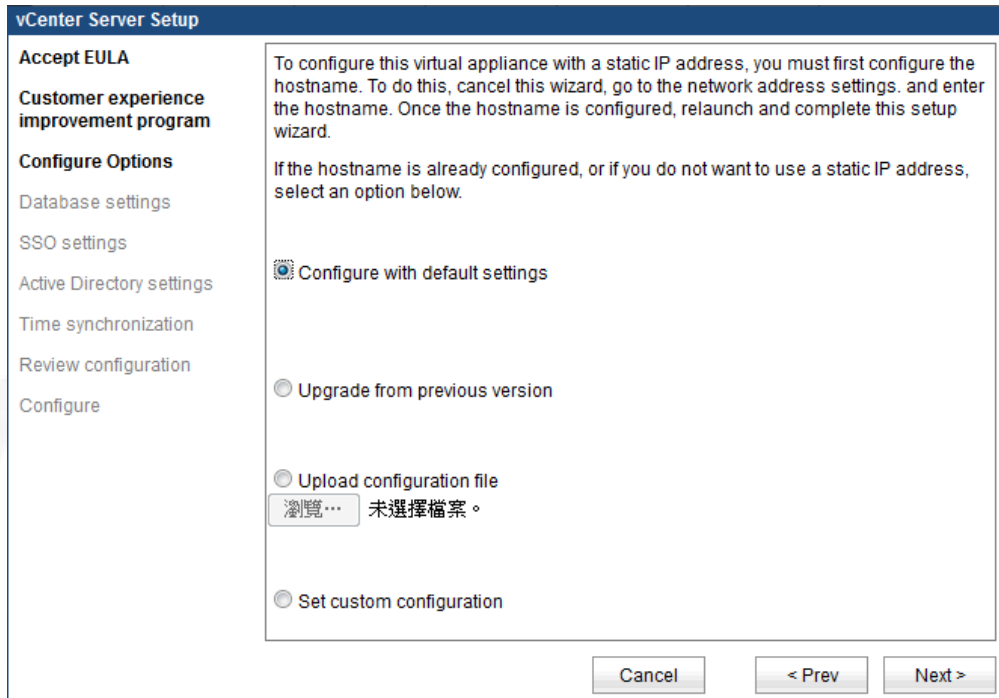 vCenter Server Setup
Accept EULA
Customer experience
improvement program
Configure Options
Database settings
SSO settings
Active Directory settings
Time synchronization
Review configuration
Configure
To configure this virtual appliance with a static IP address, you must first configure the
hostname. To do this, cancel this wizard, go to the network address settings. and enter
the hostname. Once the hostname is configured, relaunch and complete this setup
wizard.
If the hostname is already configured, or if you do not want to use a static IP address,
select an option below.
Configure with default settings
Upgrade from previous version
Upload configuration file
瀏覽… 未選擇檔案。
Set custom configuration
Cancel < Prev Next >